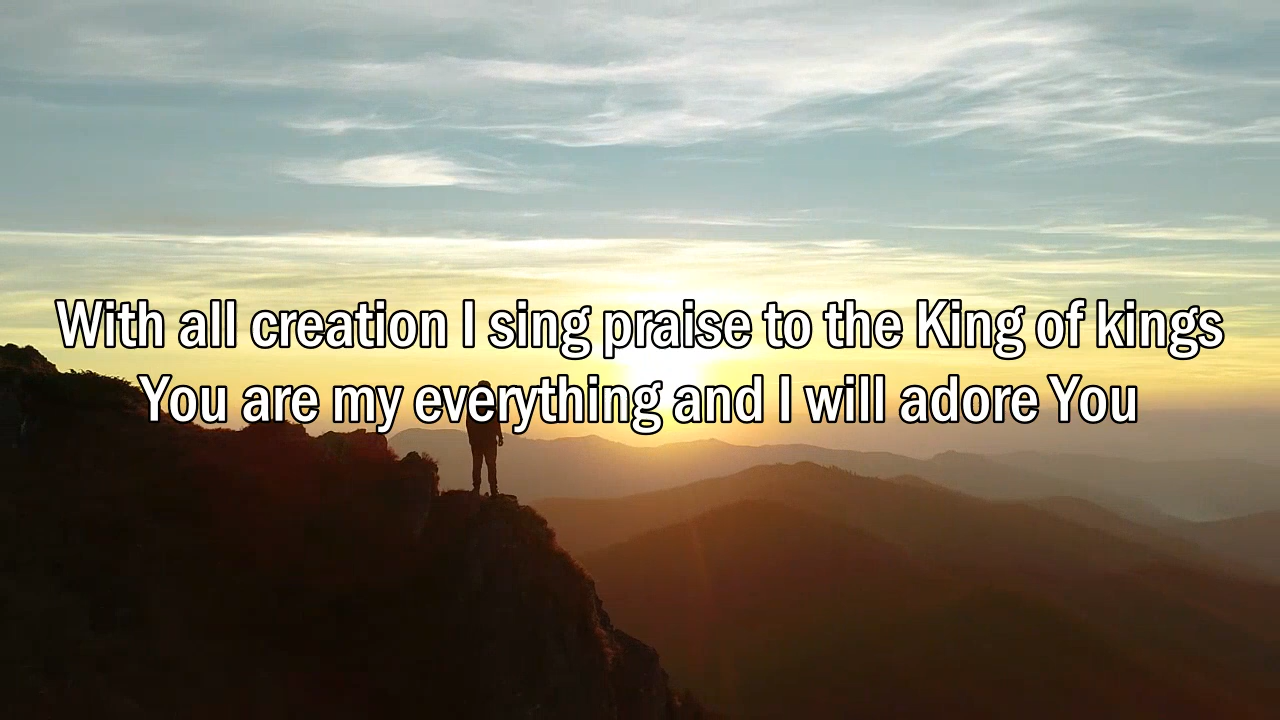 With all creation I sing praise to the King of kings
You are my everything and I will adore You